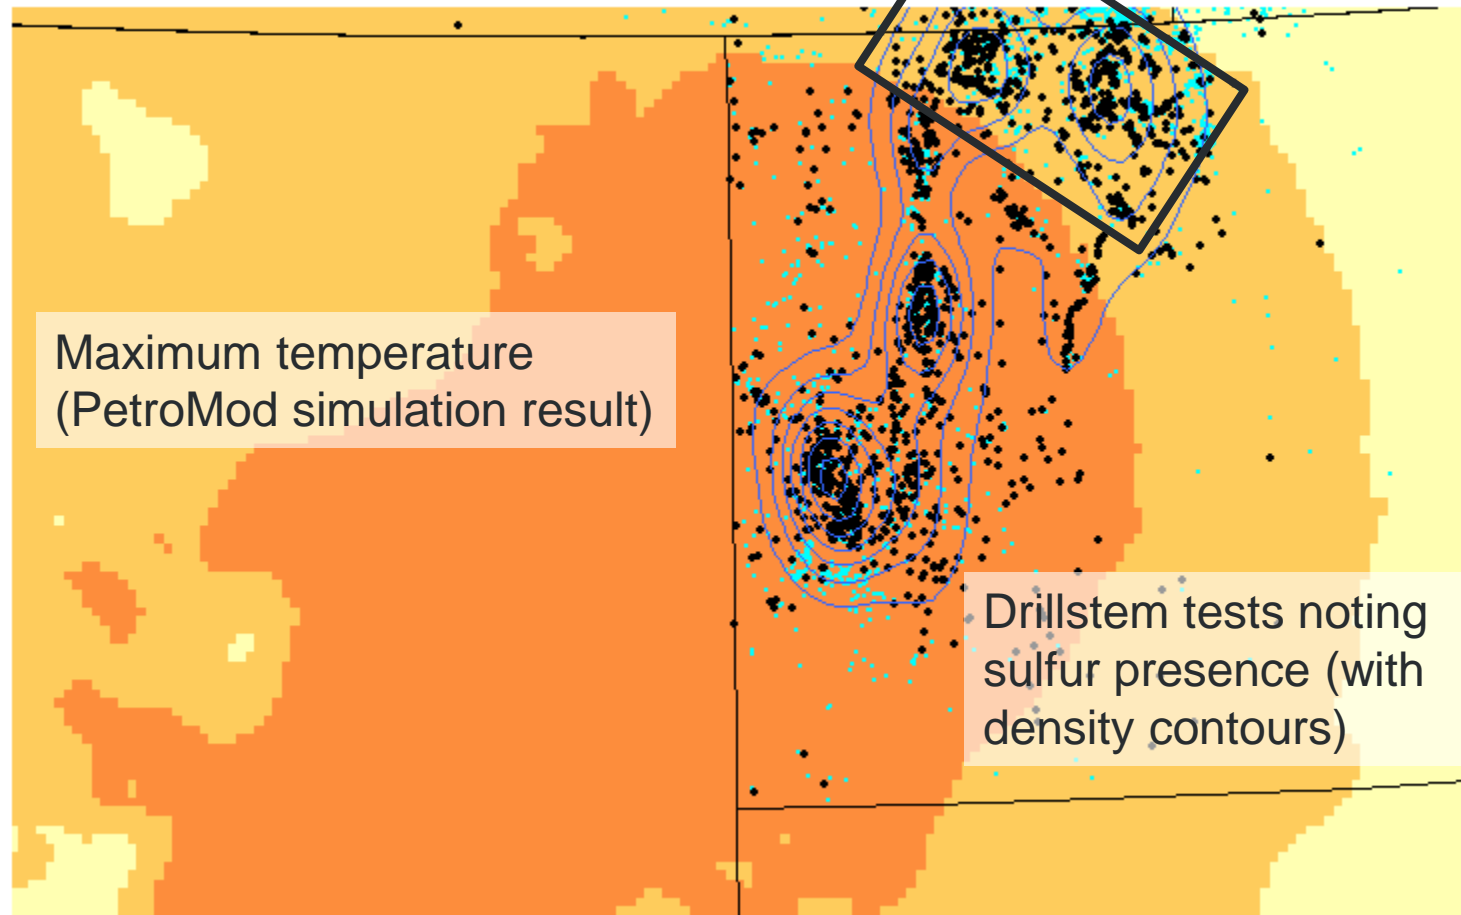 Maximum temperature
(PetroMod simulation result)
Drillstem tests noting
sulfur presence (with
density contours)